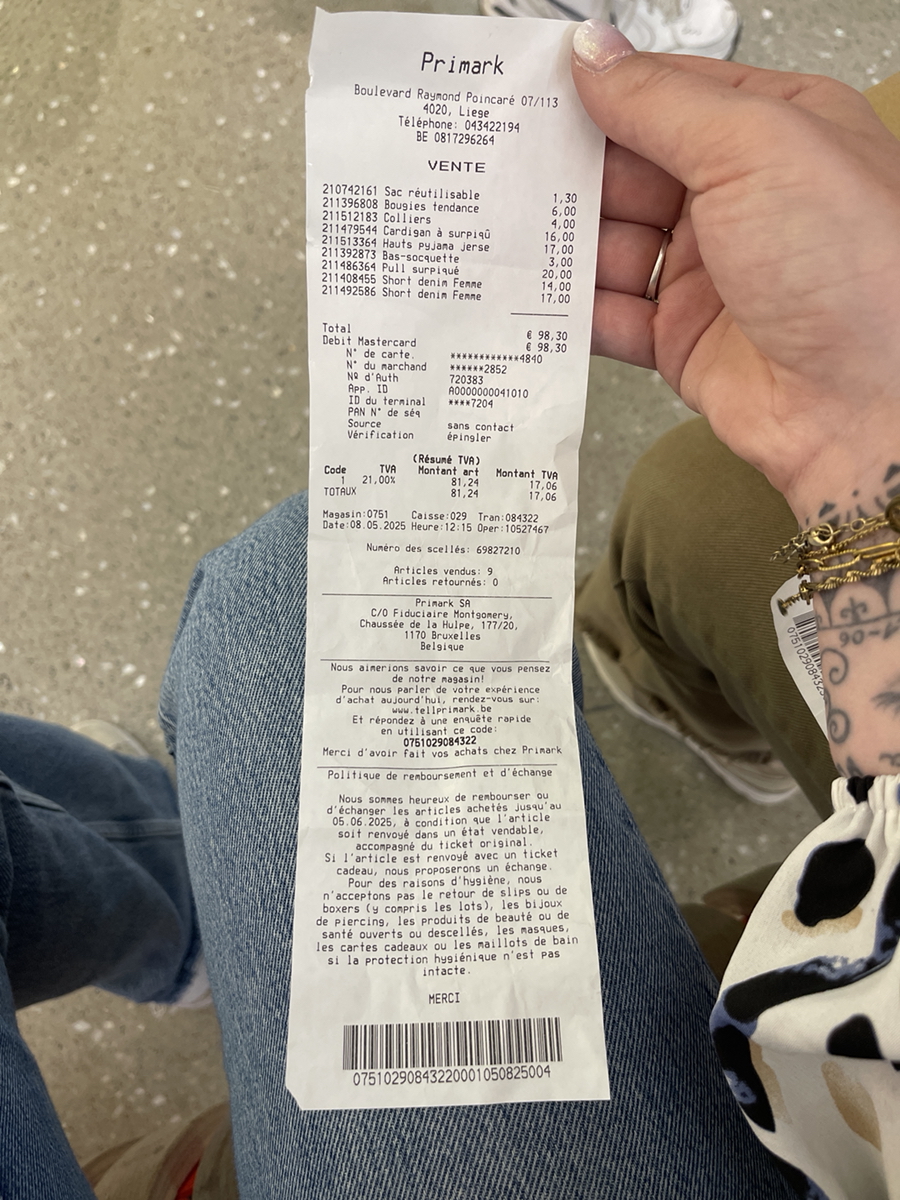 Primark
Boulevard Raymond Poincaré 07/113
4020, Liege
Téléphone: 043422194
BE 0817296264
VENTE
210742161 Sac réutilisable 1,30
211396808 Bougies tendance 6,00
211512183 Colliers 4,00
211479544 Cardigan à surpiqû 16,00
211513364 Hauts pyjama jerse 17,00
211392873 Bas-socquette 3,00
211486364 Pull surpiqué 20,00
211408455 Short denim Femme 14,00
211492586 Short denim Femme 17,00
Total € 98,30
Debit Mastercard € 98,30
N° de carte. ************4840
N° du marchand ******2852
Nº d'Auth 720383
App. ID A0000000041010
ID du terminal ****7204
PAN N° de séq
Source sans contact
Vérification épingler
(Résumé TVA)
Code TVA Montant art Montant TVA
1 21,00% 81,24 17,06
TOTAUX 81,24 17,06
Magasin:0751 Caisse:029 Tran:084322
Date:08.05.2025 Heure:12:15 Oper:10527467
Numéro des scellés: 69827210
Articles vendus: 9
Articles retournés: 0
Primark SA
C/O Fiduciaire Montgomery,
Chaussée de la Hulpe, 177/20,
1170 Bruxelles
Belgique
Nous aimerions savoir ce que vous pensez
de notre magasin!
Pour nous parler de votre expérience
d'achat aujourd'hui, rendez-vous sur:
www.tellprimark.be
Et répondez à une enquête rapide
en utilisant ce code:
0751029084322
Merci d'avoir fait vos achats chez Primark
Politique de remboursement et d'échange
Nous sommes heureux de rembourser ou
d'échanger les articles achetés jusqu'au
05.06.2025, à condition que l'article
soit renvoyé dans un état vendable,
accompagné du ticket original.
Si l'article est renvoyé avec un ticket
cadeau, nous proposerons un échange.
Pour des raisons d'hygiène, nous
n'acceptons pas le retour de slips ou de
boxers (y compris les lots), les bijoux
de piercing, les produits de beauté ou de
santé ouverts ou descellés, les masques,
les cartes cadeaux ou les maillots de bain
si la protection hygiénique n'est pas
intacte.
MERCI
07510290843220001050825004